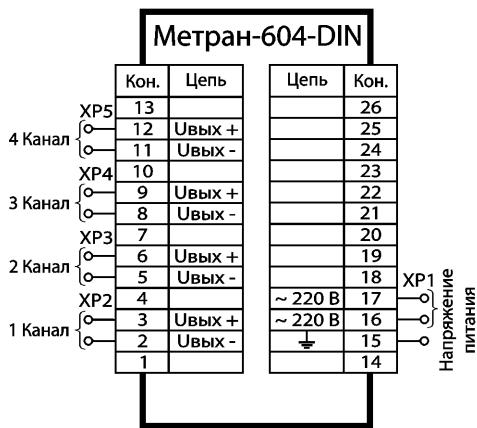 Метран-604-DIN
Кон. Цепь Цепь Кон.
XP5 13 26
4 Канал 12 Uвых + 25
11 Uвых - 24
XP4 10 23
3 Канал 9 Uвых + 22
8 Uвых - 21
XP3 7 20
2 Канал 6 Uвых + 19
5 Uвых - 18 XP1
XP2 4 ~ 220 В 17
1 Канал 3 Uвых + ~ 220 В 16
2 Uвых - 15
1 14
Напряжение
питания